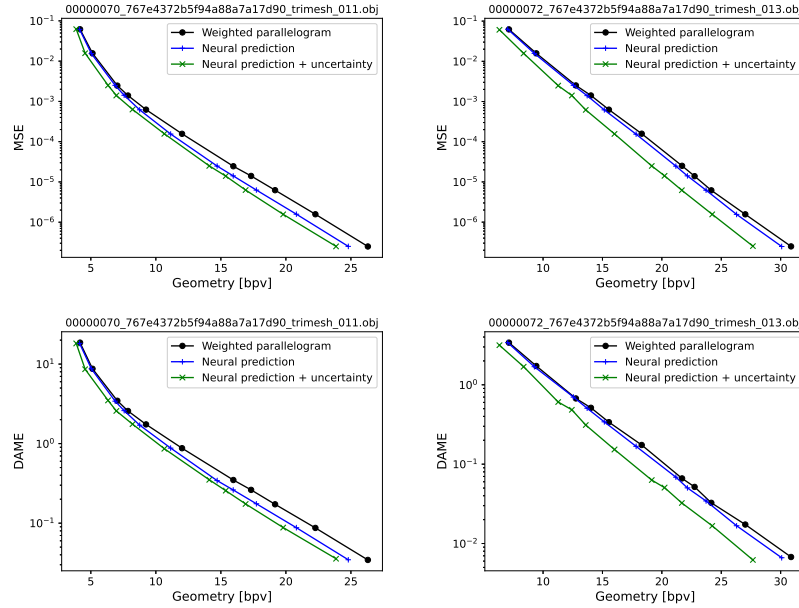 00000070_767e4372b5f94a88a7a17d90_trimesh_011.obj
10⁻¹
10⁻²
10⁻³
10⁻⁴
10⁻⁵
10⁻⁶
MSE
Weighted parallelogram
Neural prediction
Neural prediction + uncertainty
5 10 15 20 25
Geometry [bpv]
00000072_767e4372b5f94a88a7a17d90_trimesh_013.obj
10⁻¹
10⁻²
10⁻³
10⁻⁴
10⁻⁵
10⁻⁶
MSE
Weighted parallelogram
Neural prediction
Neural prediction + uncertainty
10 15 20 25 30
Geometry [bpv]
00000070_767e4372b5f94a88a7a17d90_trimesh_011.obj
10¹
10⁰
10⁻¹
DAME
Weighted parallelogram
Neural prediction
Neural prediction + uncertainty
5 10 15 20 25
Geometry [bpv]
00000072_767e4372b5f94a88a7a17d90_trimesh_013.obj
10⁰
10⁻¹
10⁻²
DAME
Weighted parallelogram
Neural prediction
Neural prediction + uncertainty
10 15 20 25 30
Geometry [bpv]